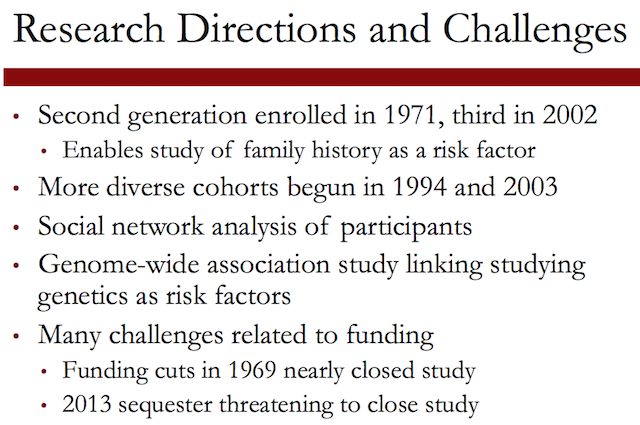 Research Directions and Challenges
• Second generation enrolled in 1971, third in 2002
• Enables study of family history as a risk factor
• More diverse cohorts begun in 1994 and 2003
• Social network analysis of participants
• Genome-wide association study linking studying
genetics as risk factors
• Many challenges related to funding
• Funding cuts in 1969 nearly closed study
• 2013 sequester threatening to close study